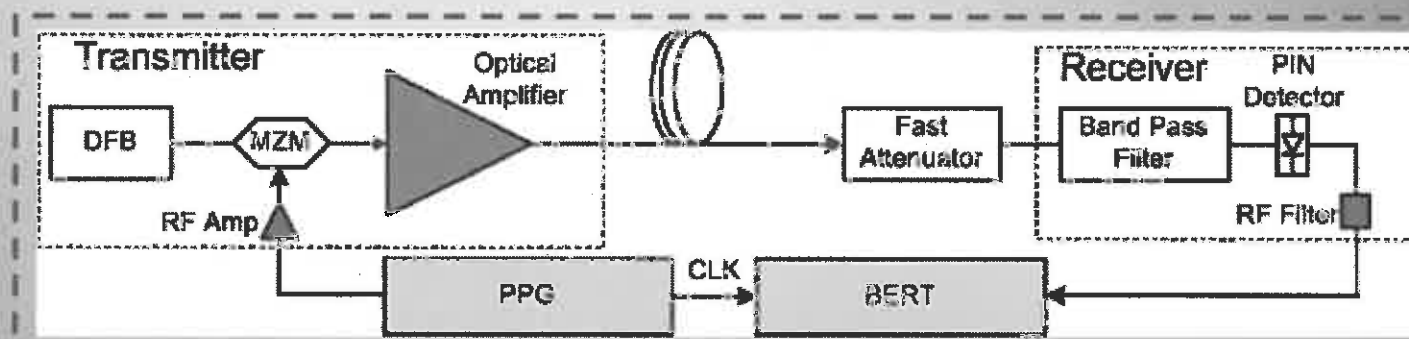 Transmitter
Optical
Amplifier
DFB
MZM
RF Amp
Fast
Attenuator
Receiver
PIN
Detector
Band Pass
Filter
RF Filter
PPG
CLK
BERT